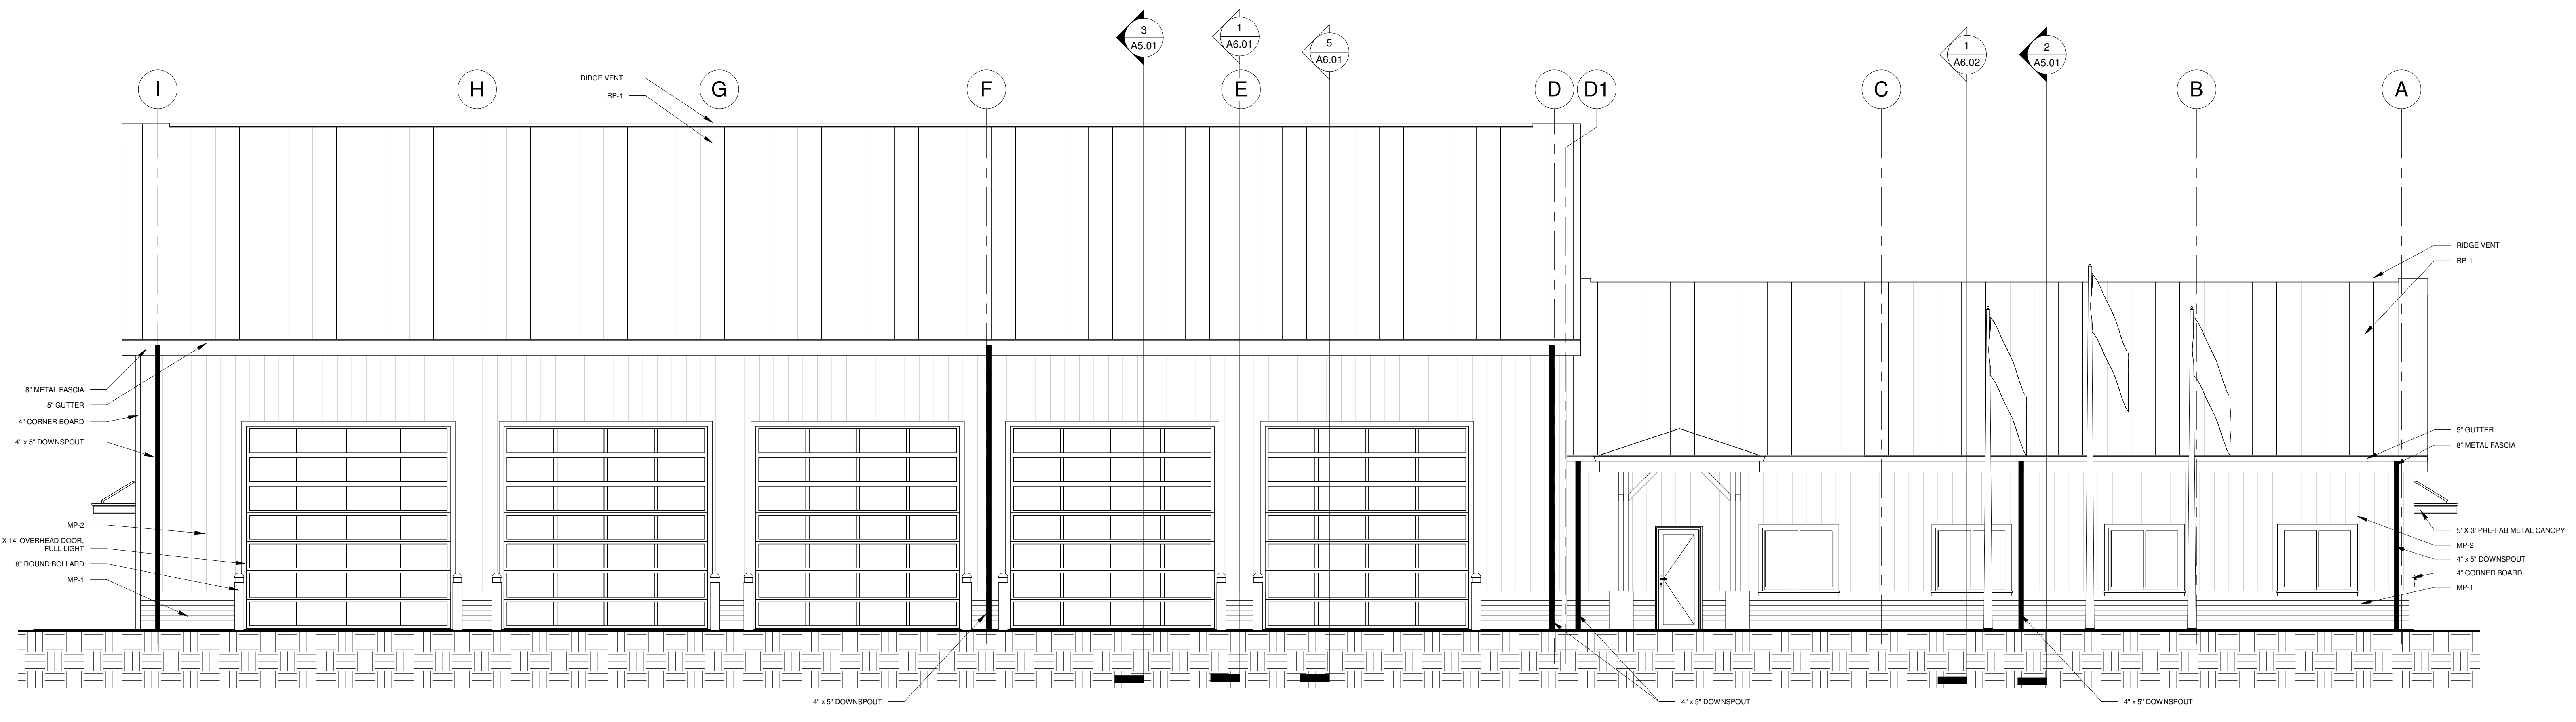 3
A5.01
1
A6.01
5
A6.01
1
A6.02
2
A5.01
I
H
G
F
E
D
D1
C
B
A
RIDGE VENT
RP-1
RIDGE VENT
RP-1
8" METAL FASCIA
5" GUTTER
4" CORNER BOARD
4" x 5" DOWNSPOUT
MP-2
X 14' OVERHEAD DOOR,
FULL LIGHT
8" ROUND BOLLARD
MP-1
5" GUTTER
8" METAL FASCIA
5' X 3' PRE-FAB METAL CANOPY
MP-2
4" x 5" DOWNSPOUT
4" CORNER BOARD
MP-1
4" x 5" DOWNSPOUT
4" x 5" DOWNSPOUT
4" x 5" DOWNSPOUT